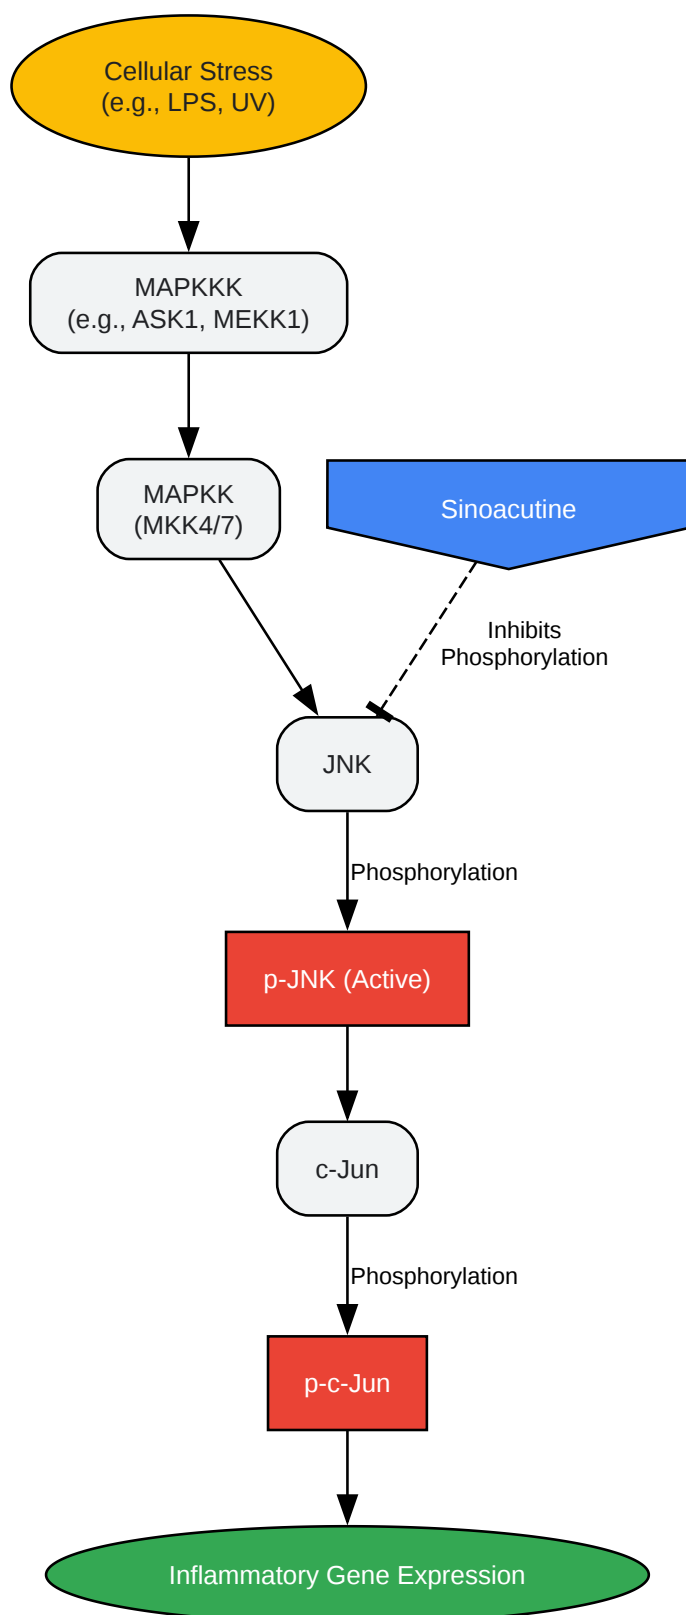 Cellular Stress
(e.g., LPS, UV)
MAPKKK
(e.g., ASK1, MEKK1)
MAPKK
(MKK4/7)
Sinoacutine
Inhibits
Phosphorylation
JNK
Phosphorylation
p-JNK (Active)
c-Jun
Phosphorylation
p-c-Jun
Inflammatory Gene Expression